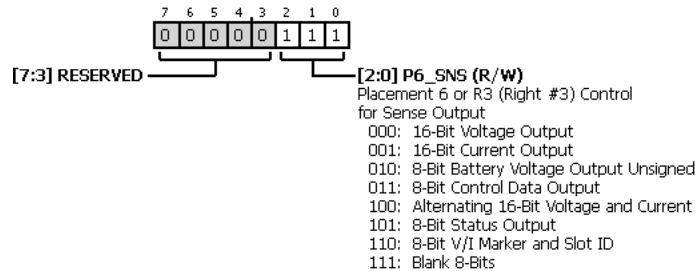 7 6 5 4 3 2 1 0
0 0 0 0 0 1 1 1
[7:3] RESERVED
[2:0] P6_SNS (R/W)
Placement 6 or R3 (Right #3) Control
for Sense Output
000: 16-Bit Voltage Output
001: 16-Bit Current Output
010: 8-Bit Battery Voltage Output Unsigned
011: 8-Bit Control Data Output
100: Alternating 16-Bit Voltage and Current
101: 8-Bit Status Output
110: 8-Bit V/I Marker and Slot ID
111: Blank 8-Bits